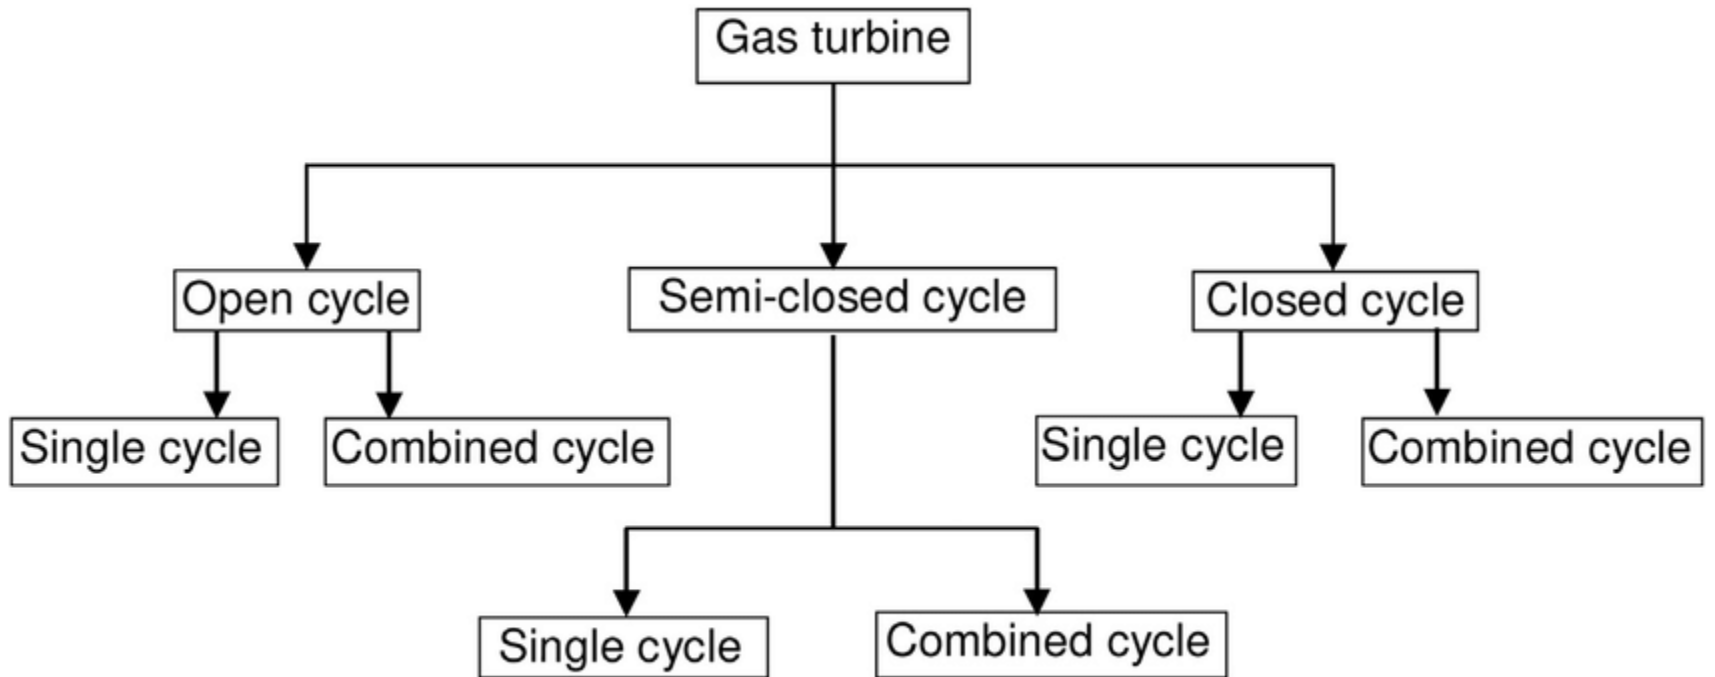 Gas turbine
Open cycle
Semi-closed cycle
Closed cycle
Single cycle
Combined cycle
Single cycle
Combined cycle
Single cycle
Combined cycle